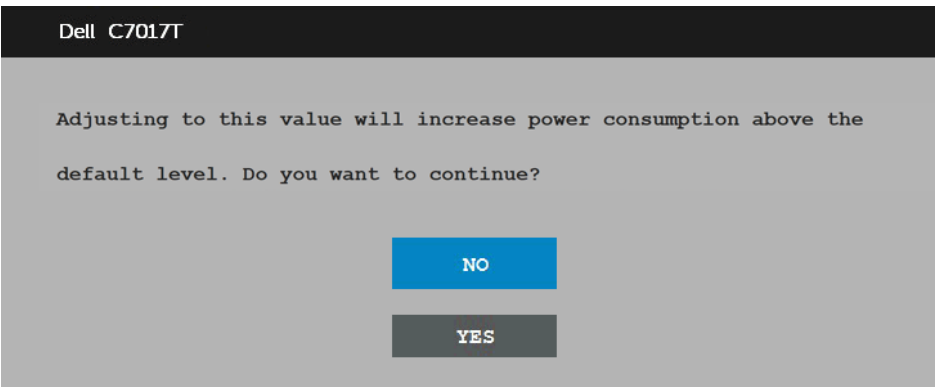 Dell C7017T
Adjusting to this value will increase power consumption above the
default level. Do you want to continue?
NO
YES